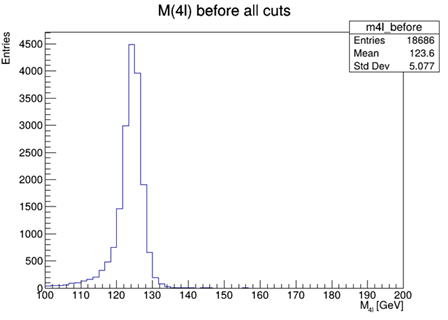 M(4l) before all cuts
m4l_before
Entries 18686
Mean 123.6
Std Dev 5.077
Entries
4500
4000
3500
3000
2500
2000
1500
1000
500
0
100 110 120 130 140 150 160 170 180 190 200
M4l [GeV]